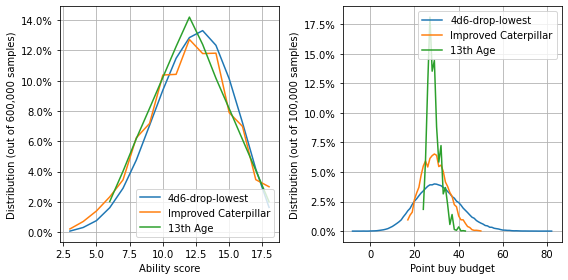 Distribution (out of 600,000 samples)
14.0%
12.0%
10.0%
8.0%
6.0%
4.0%
2.0%
0.0%
4d6-drop-lowest
Improved Caterpillar
13th Age
2.5 5.0 7.5 10.0 12.5 15.0 17.5
Ability score
Distribution (out of 100,000 samples)
17.5%
15.0%
12.5%
10.0%
7.5%
5.0%
2.5%
0.0%
4d6-drop-lowest
Improved Caterpillar
13th Age
0 20 40 60 80
Point buy budget